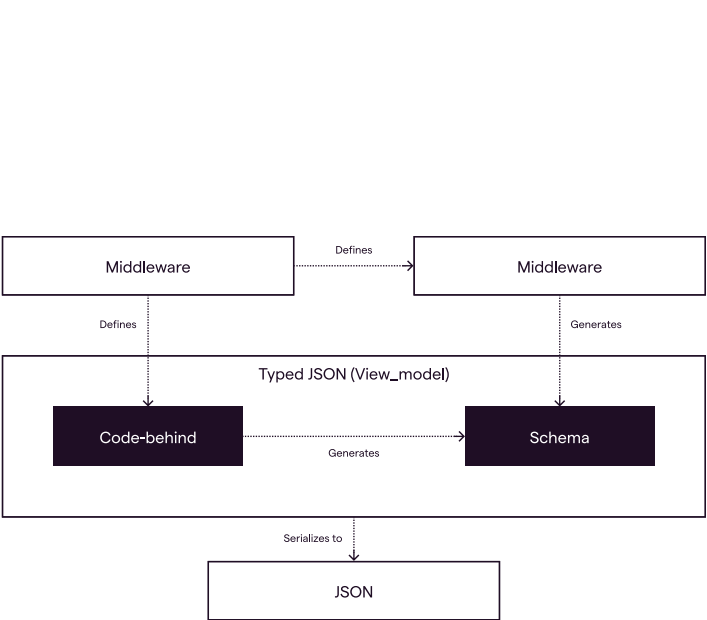 Defines
Middleware
Middleware
Defines
Generates
Typed JSON (View_model)
Code-behind
Schema
Generates
Serializes to
JSON